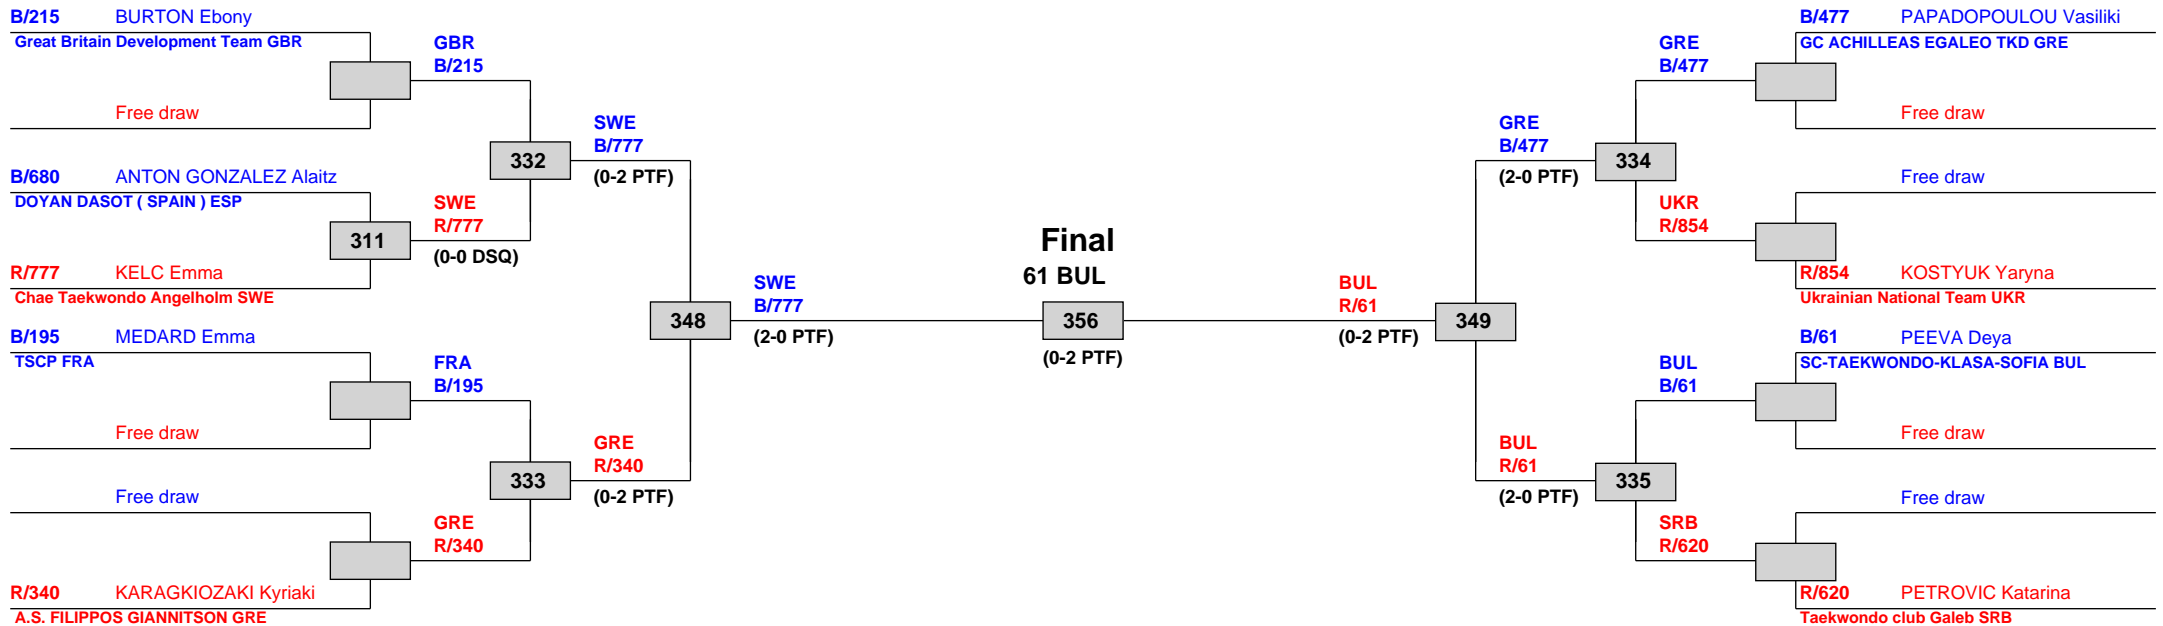 B/215 BURTON Ebony
Great Britain Development Team GBR
Free draw
GBR
B/215
B/680 ANTON GONZALEZ Alaitz
DOYAN DASOT ( SPAIN ) ESP
311
R/777 KELC Emma
Chae Taekwondo Angelholm SWE
SWE
R/777
(0-0 DSQ)
332
SWE
B/777
(0-2 PTF)
B/195 MEDARD Emma
TSCP FRA
Free draw
FRA
B/195
Free draw
R/340 KARAGKIOZAKI Kyriaki
A.S. FILIPPOS GIANNITSON GRE
GRE
R/340
333
GRE
R/340
(0-2 PTF)
348
SWE
B/777
(2-0 PTF)
Final
61 BUL
356
(0-2 PTF)
BUL
R/61
(0-2 PTF)
349
GRE
B/477
(2-0 PTF)
334
GRE
B/477
B/477 PAPADOPOULOU Vasiliki
GC ACHILLEAS EGALEO TKD GRE
Free draw
UKR
R/854
Free draw
R/854 KOSTYUK Yaryna
Ukrainian National Team UKR
BUL
R/61
(2-0 PTF)
335
BUL
B/61
B/61 PEEVA Deya
SC-TAEKWONDO-KLASA-SOFIA BUL
Free draw
SRB
R/620
Free draw
R/620 PETROVIC Katarina
Taekwondo club Galeb SRB